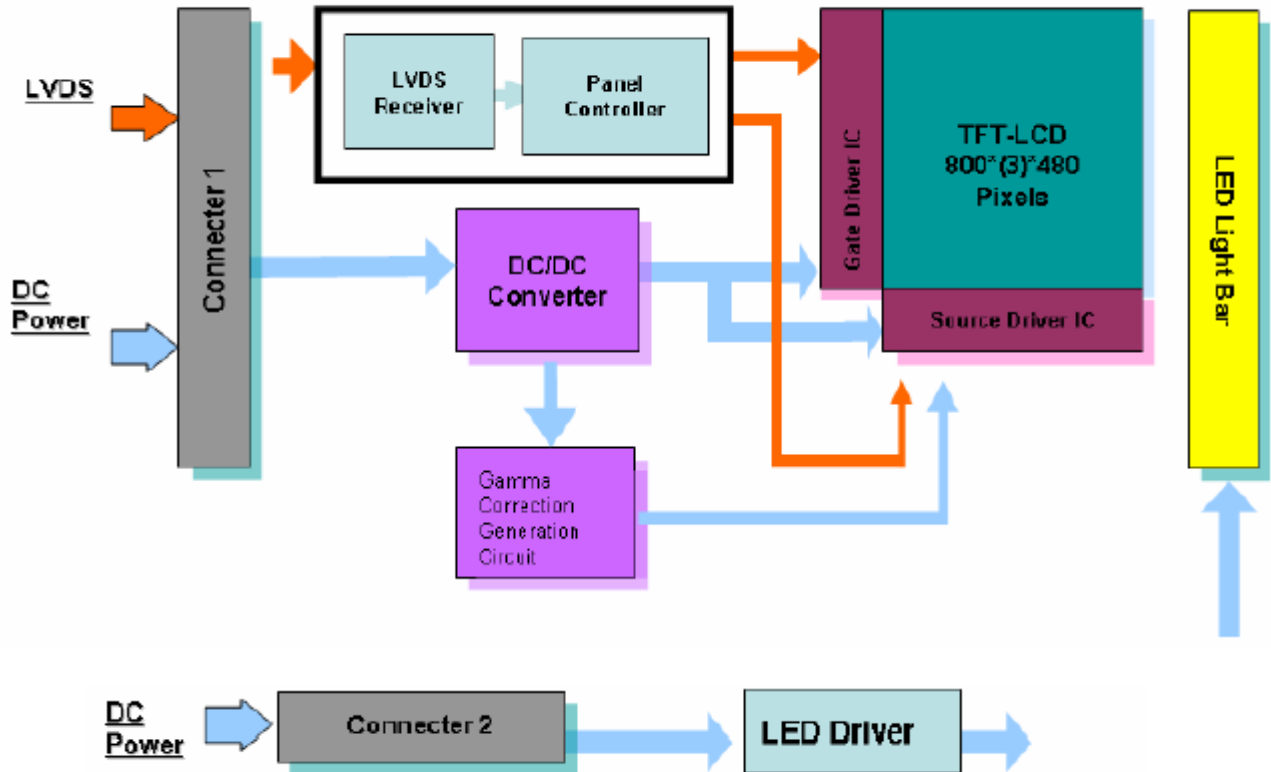 LVDS
DC
Power
Connecter 1
LVDS
Receiver
Panel
Controller
DC/DC
Converter
Gamma
Correction
Generation
Circuit
Gate Driver IC
TFT-LCD
800*(3)*480
Pixels
Source Driver IC
LED Light Bar
DC
Power
Connecter 2
LED Driver